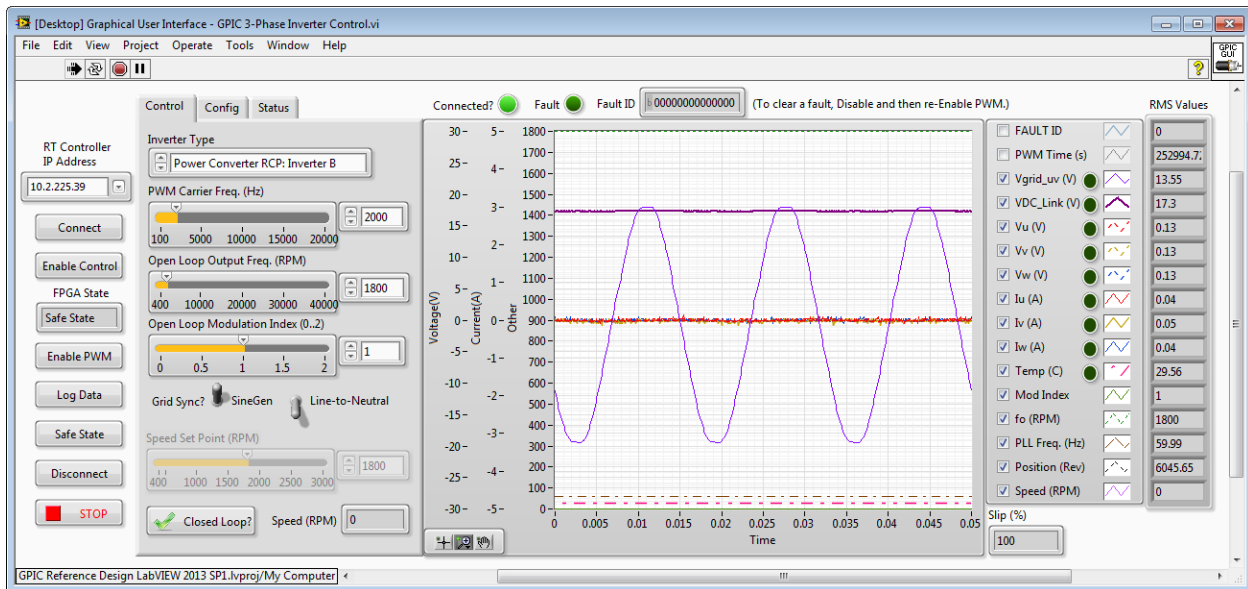 [Desktop] Graphical User Interface - GPIC 3-Phase Inverter Control.vi
File Edit View Project Operate Tools Window Help
GPIC
GUI
Control Config Status
Connected? Fault Fault ID b 00000000000000 (To clear a fault, Disable and then re-Enable PWM.) RMS Values
RT Controller
IP Address
10.2.225.39
Connect
Enable Control
FPGA State
Safe State
Enable PWM
Log Data
Safe State
Disconnect
STOP
Inverter Type
Power Converter RCP: Inverter B
PWM Carrier Freq. (Hz)
2000
100 5000 10000 15000 20000
Open Loop Output Freq. (RPM)
1800
400 10000 20000 30000 40000
Open Loop Modulation Index (0..2)
1
0 0.5 1 1.5 2
Grid Sync? SineGen Line-to-Neutral
Speed Set Point (RPM)
1800
400 1000 1500 2000 2500 3000
Closed Loop? Speed (RPM) 0
Voltage(V)
30-
25-
20-
15-
10-
5-
0-
-5-
-10-
-15-
-20-
-25-
-30-
Current(A)
5-
4-
3-
2-
1-
0-
-1-
-2-
-3-
-4-
-5-
Other
1800
1700
1600
1500
1400
1300
1200
1100
1000
900
800
700
600
500
400
300
200
100
0
0 0.005 0.01 0.015 0.02 0.025 0.03 0.035 0.04 0.045 0.05
Time
FAULT ID 0
PWM Time (s) 252994.7
Vgrid_uv (V) 13.55
VDC_Link (V) 17.3
Vu (V) 0.13
Vv (V) 0.13
Vw (V) 0.13
Iu (A) 0.04
Iv (A) 0.05
Iw (A) 0.04
Temp (C) 29.56
Mod Index 1
fo (RPM) 1800
PLL Freq. (Hz) 59.99
Position (Rev) 6045.65
Speed (RPM) 0
Slip (%)
100
GPIC Reference Design LabVIEW 2013 SP1.lvproj/My Computer